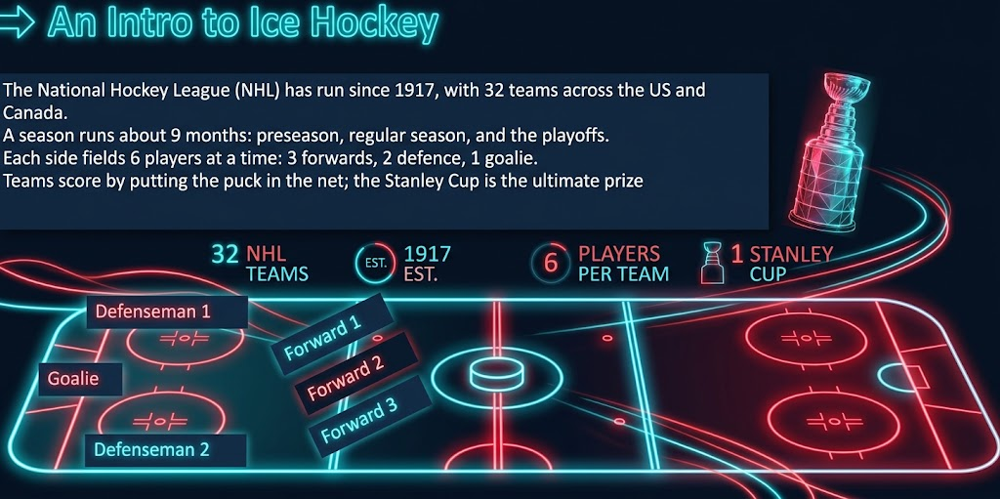 An Intro to Ice Hockey
The National Hockey League (NHL) has run since 1917, with 32 teams across the US and
Canada.
A season runs about 9 months: preseason, regular season, and the playoffs.
Each side fields 6 players at a time: 3 forwards, 2 defence, 1 goalie.
Teams score by putting the puck in the net; the Stanley Cup is the ultimate prize
32 NHL
TEAMS
EST.
1917
EST.
6
PLAYERS
PER TEAM
1 STANLEY
CUP
Defenseman 1
Forward 1
Goalie
Forward 2
Forward 3
Defenseman 2